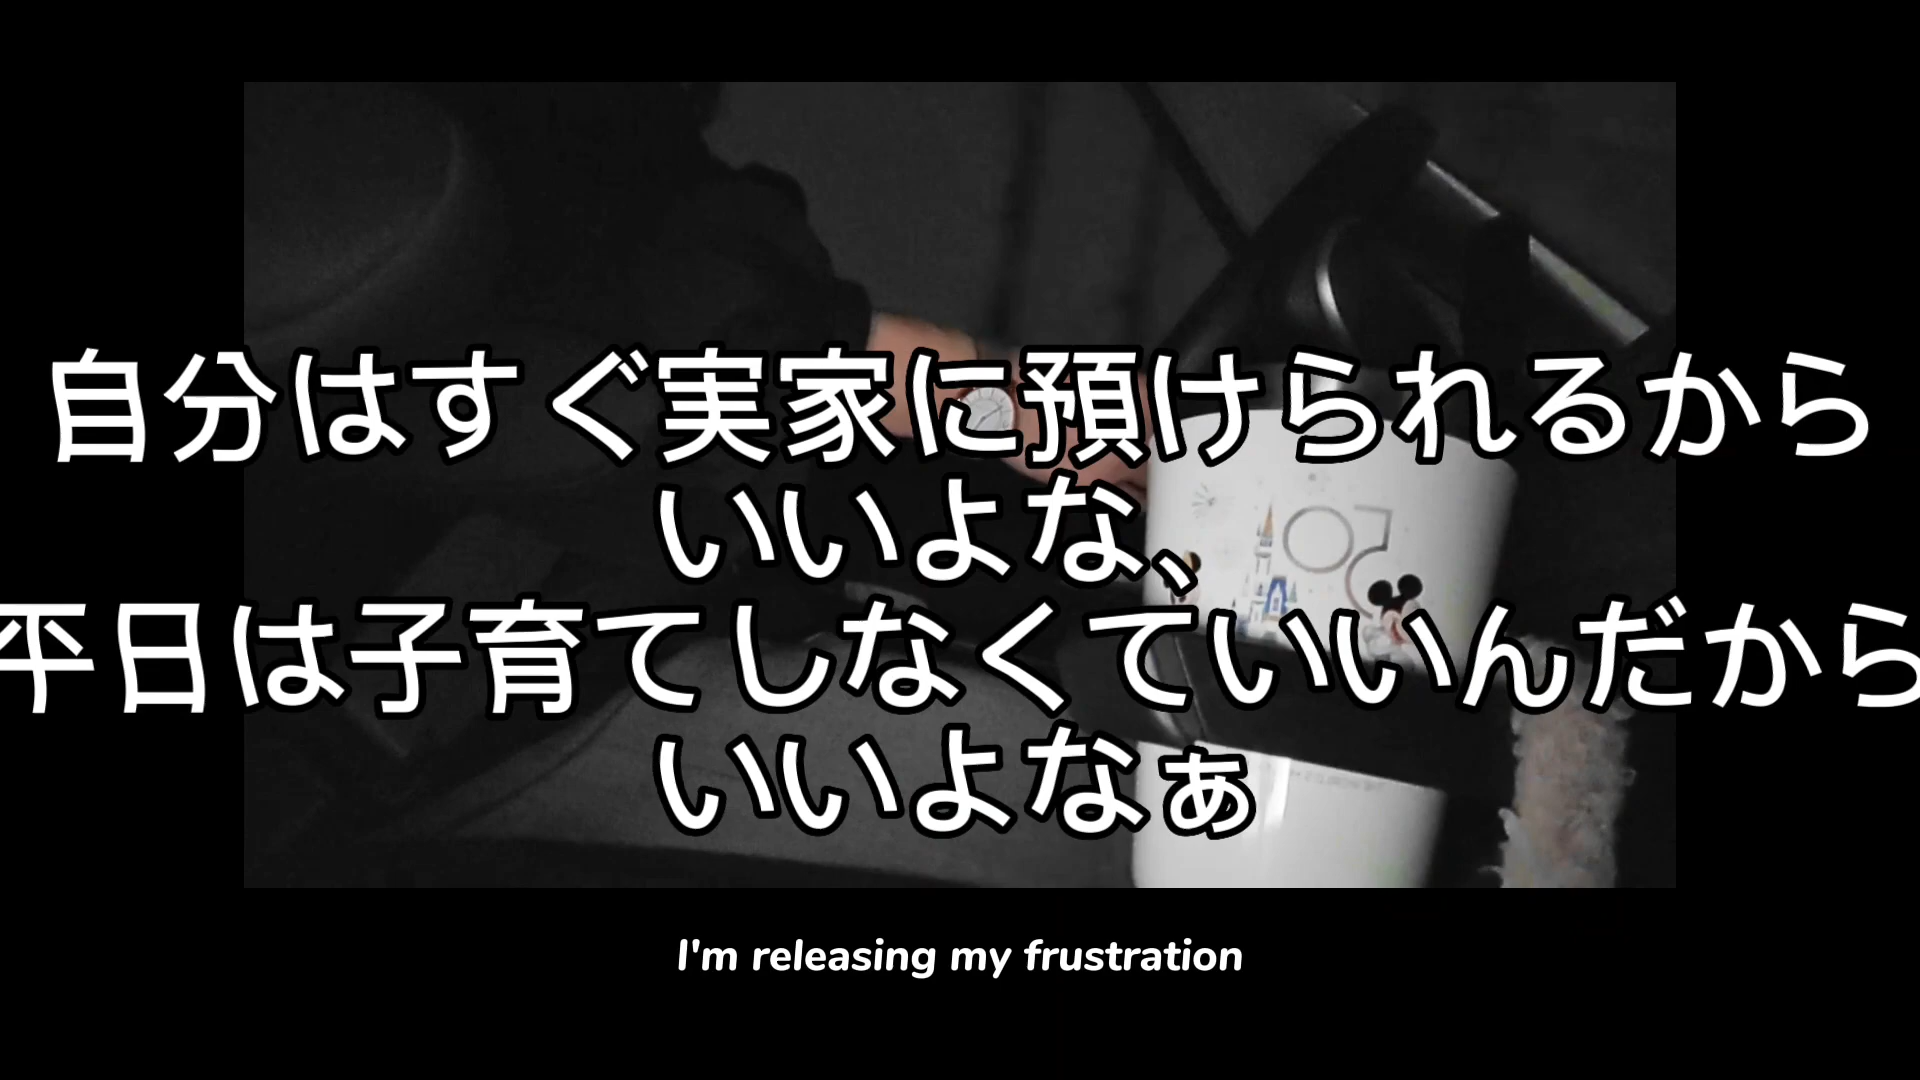 自分はすぐ実家に預けられるから
いいよな、
平日は子育てしなくていいんだから
いいよなぁ
I'm releasing my frustration